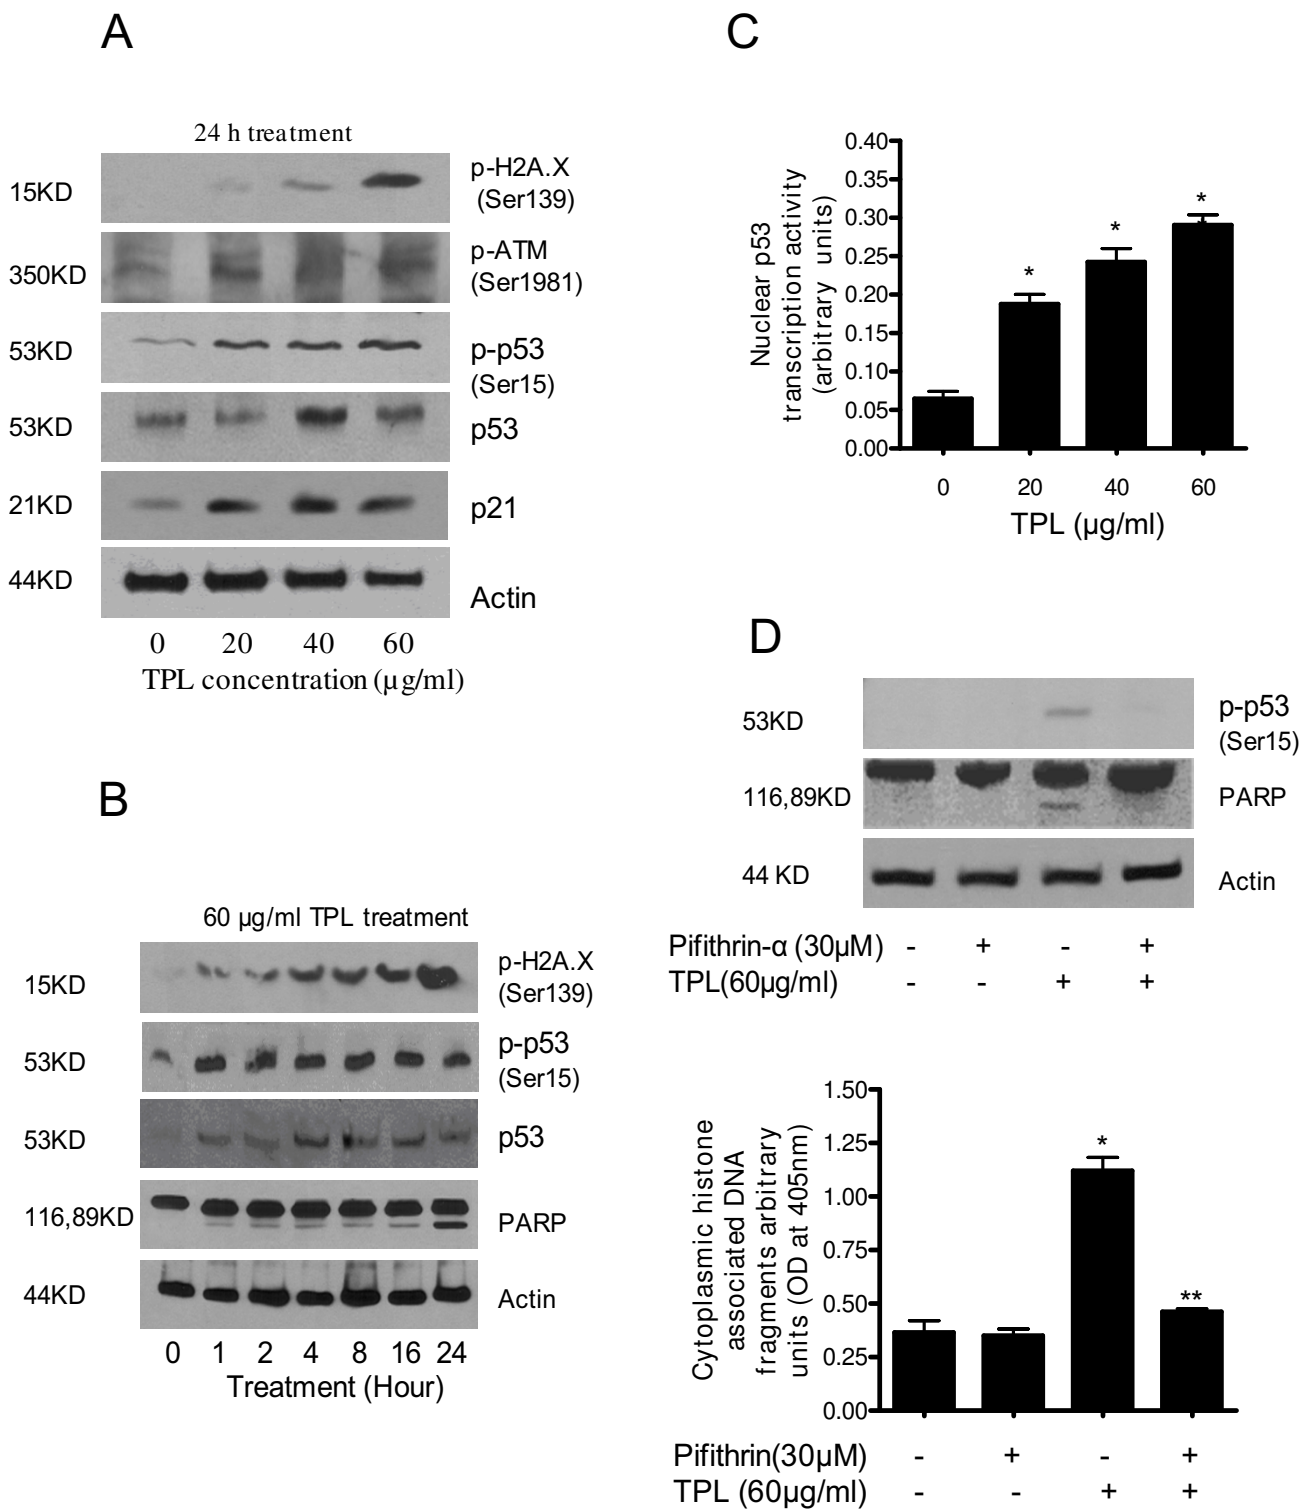 A
24 h treatment
15KD
p-H2A.X
(Ser139)
350KD
p-ATM
(Ser1981)
53KD
p-p53
(Ser15)
53KD
p53
21KD
p21
44KD
Actin
0 20 40 60
TPL concentration (µg/ml)
B
60 µg/ml TPL treatment
15KD
p-H2A.X
(Ser139)
53KD
p-p53
(Ser15)
53KD
p53
116,89KD
PARP
44KD
Actin
0 1 2 4 8 16 24
Treatment (Hour)
C
Nuclear p53
transcription activity
(arbitrary units)
0.40
0.35
0.30
0.25
0.20
0.15
0.10
0.05
0.00
* * *
0 20 40 60
TPL (µg/ml)
D
53KD
p-p53
(Ser15)
116,89KD
PARP
44 KD
Actin
Pifithrin-α (30µM) - + - +
TPL(60µg/ml) - - + +
Cytoplasmic histone
associated DNA
fragments arbitrary
units (OD at 405nm)
1.50
1.25
1.00
0.75
0.50
0.25
0.00
* **
Pifithrin(30µM) - + - +
TPL (60µg/ml) - - + +